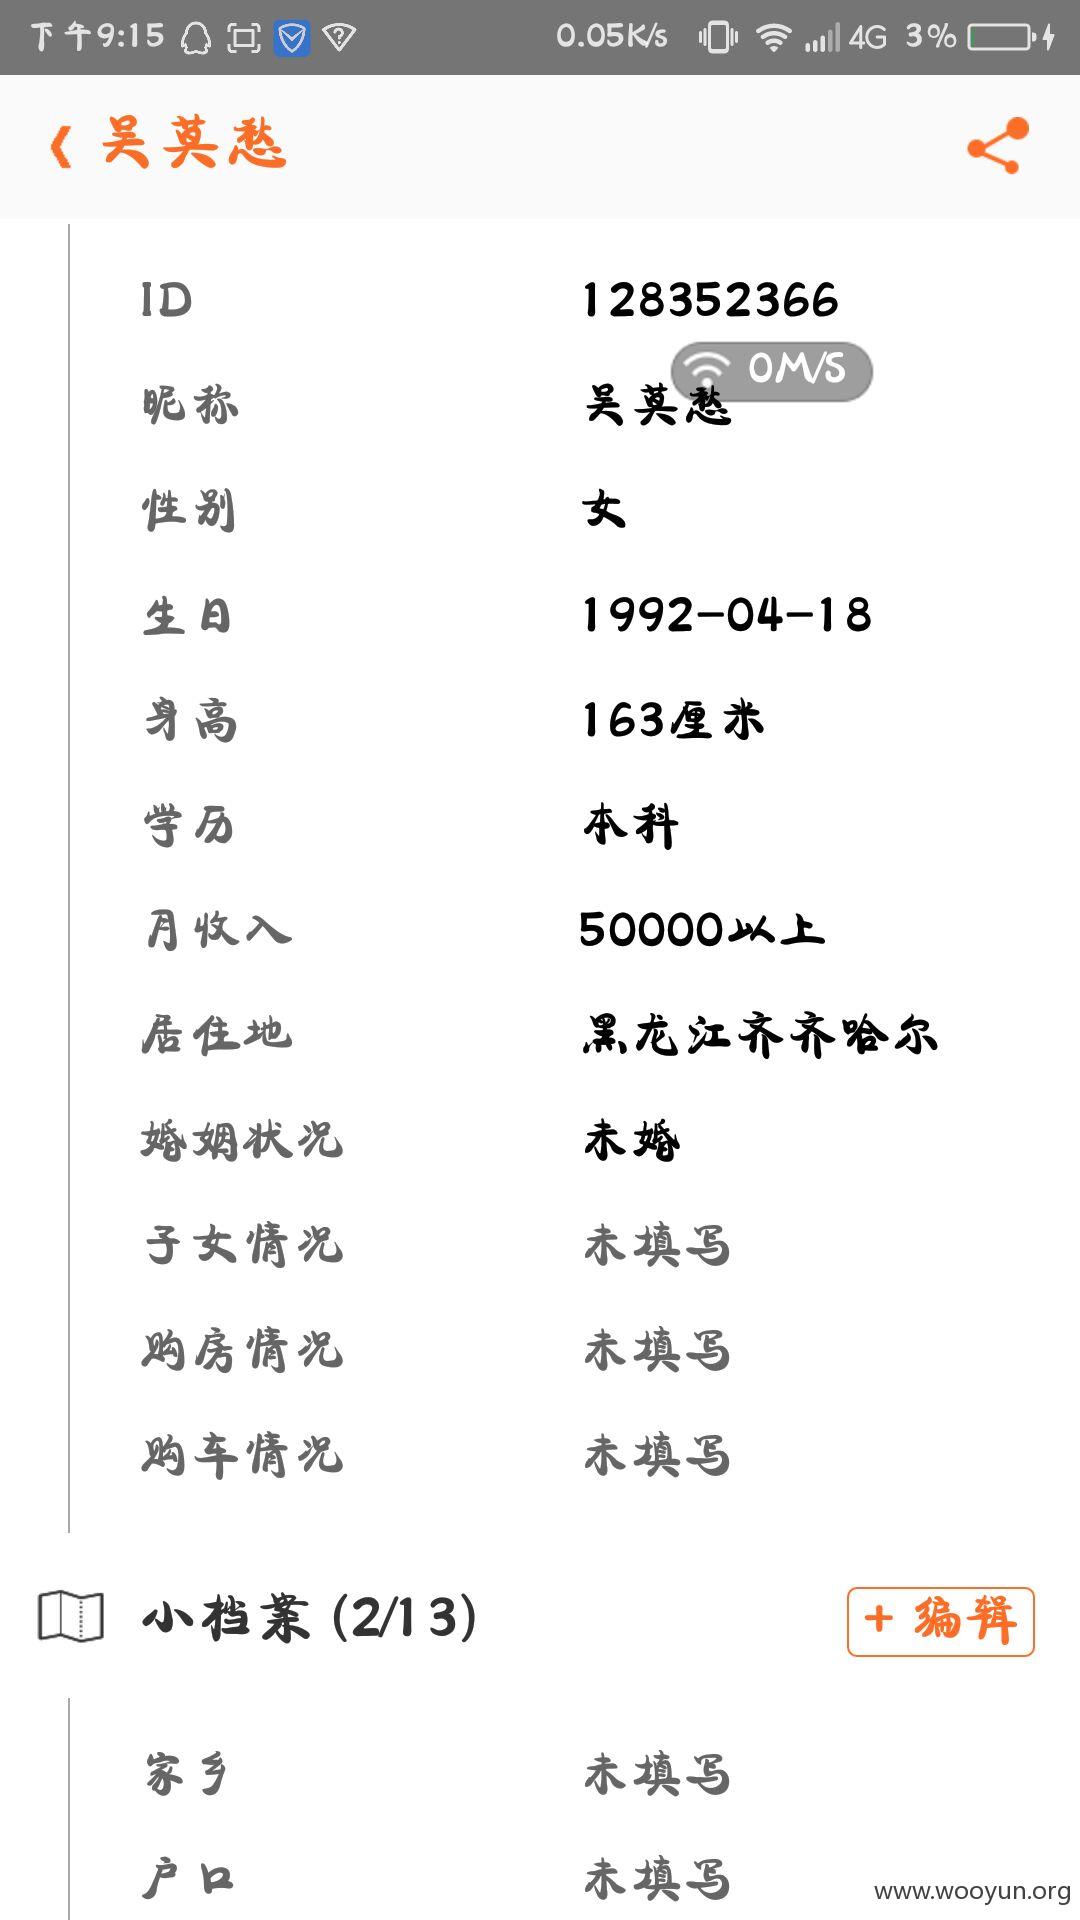 下午9:15 0.05K/s 4G 3%
吴莫愁
ID 128352366
0M/S
昵称 吴莫愁
性别 女
生日 1992-04-18
身高 163厘米
学历 本科
月收入 50000以上
居住地 黑龙江齐齐哈尔
婚姻状况 未婚
子女情况 未填写
购房情况 未填写
购车情况 未填写
小档案 (2/13) + 编辑
家乡 未填写
户口 未填写
www.wooyun.org